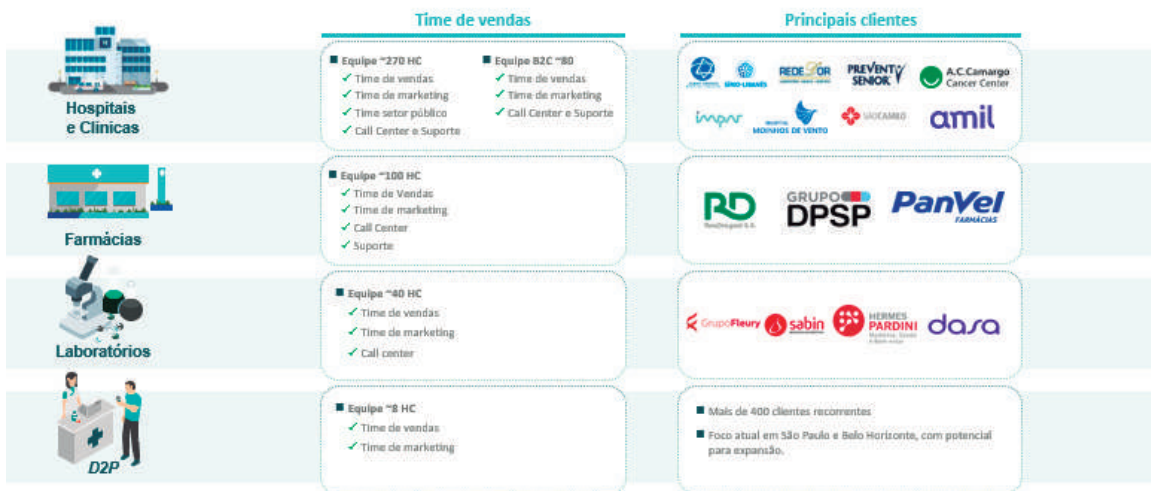 Time de vendas
Principais clientes
Hospitais
e Clínicas
Equipe ~270 HC
Time de vendas
Time de marketing
Time setor público
Call Center e Suporte
Equipe B2C ~80
Time de vendas
Time de marketing
Call Center e Suporte
SÍRIO-LIBANÊS
REDE D'OR
PREVENT SENIOR
A.C.Camargo
Cancer Center
impar
HOSPITAL
MOINHOS DE VENTO
SÃO CAMILO
amil
Farmácias
Equipe ~100 HC
Time de Vendas
Time de marketing
Call Center
Suporte
RD
RaiaDrogasil S.A.
GRUPO
DPSP
PanVel
FARMÁCIAS
Laboratórios
Equipe ~40 HC
Time de vendas
Time de marketing
Call center
GrupoFleury
sabin
HERMES
PARDINI
dasa
D2P
Equipe ~8 HC
Time de vendas
Time de marketing
Mais de 400 clientes recorrentes
Foco atual em São Paulo e Belo Horizonte, com potencial
para expansão.